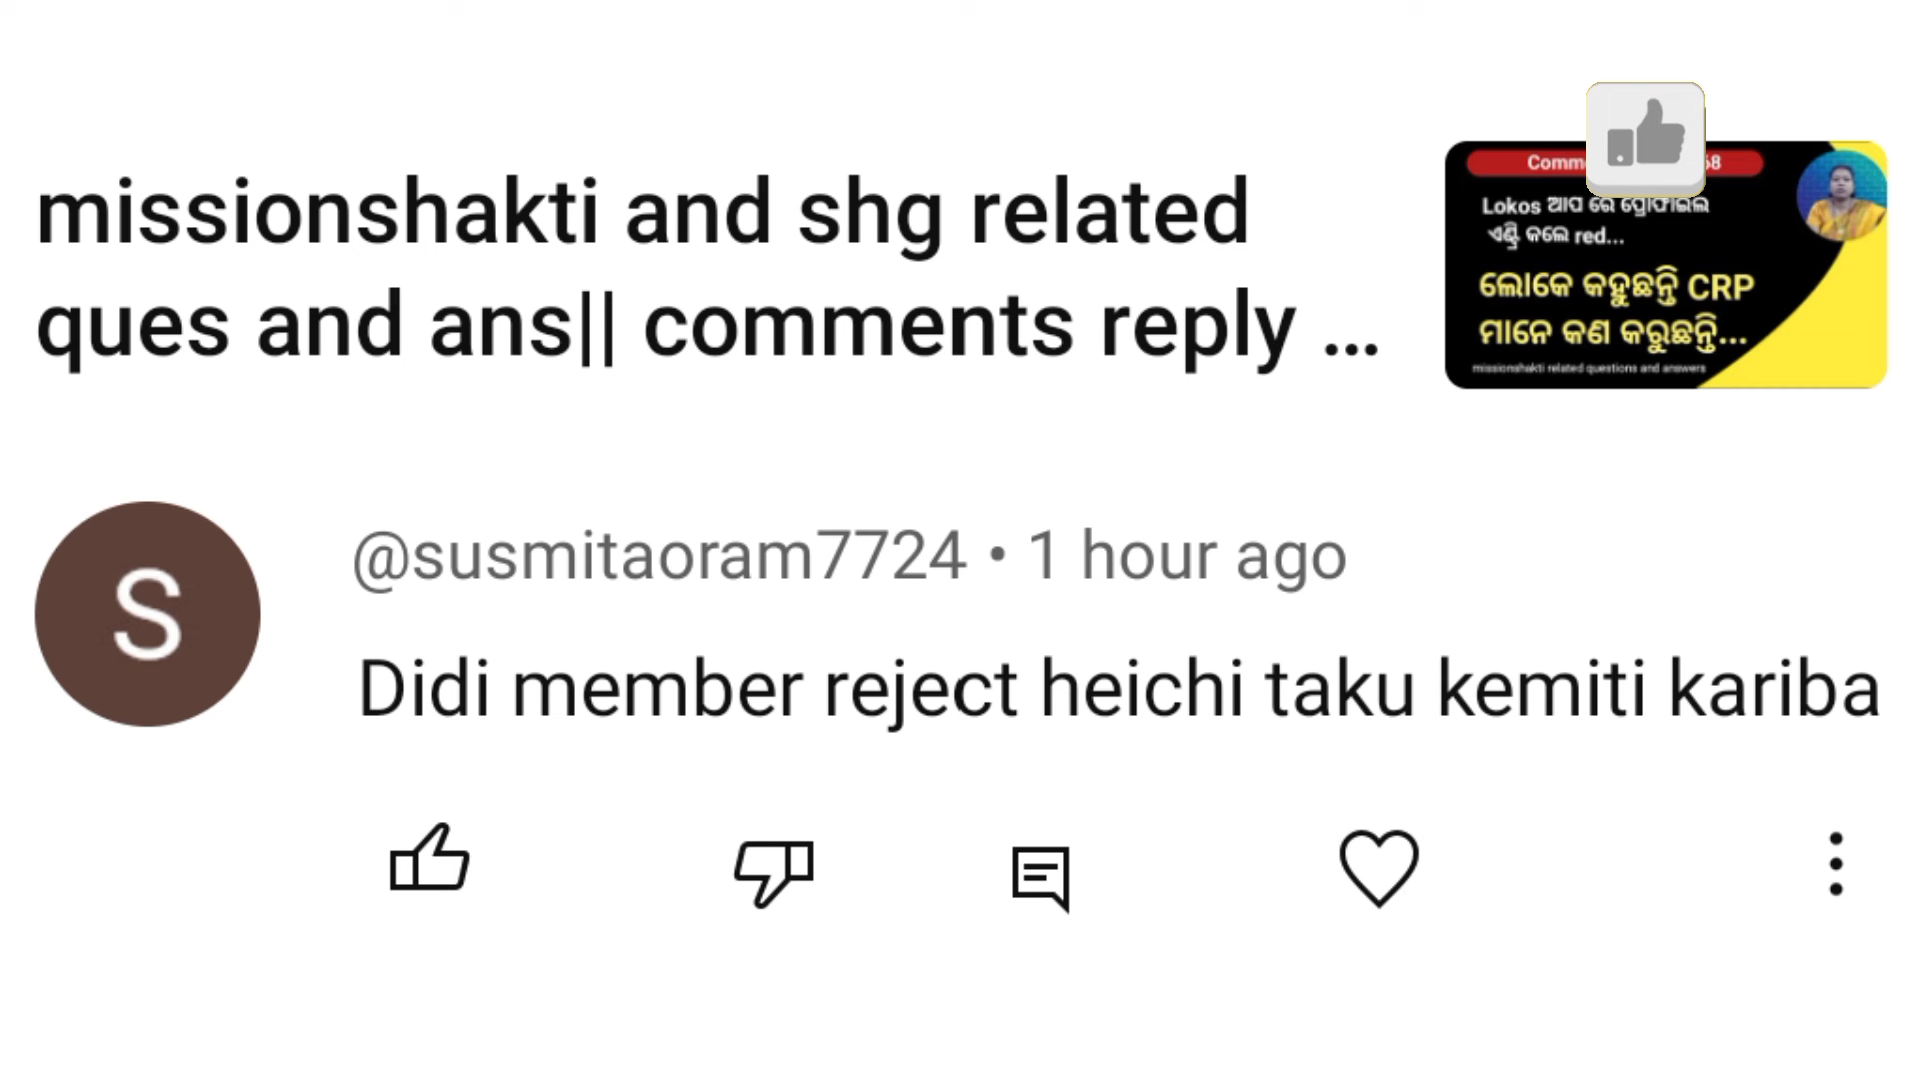 missionshakti and shg related
ques and ans|| comments reply ...
Comm 68
Lokos ଆପ ରେ ପ୍ରୋଫାଇଲ
ଏଣ୍ଟ୍ରି କଲେ red...
ଲୋକେ କହୁଛନ୍ତି CRP
ମାନେ କଣ କରୁଛନ୍ତି...
missionshakti related questions and answers
S
@susmitaoram7724 • 1 hour ago
Didi member reject heichi taku kemiti kariba